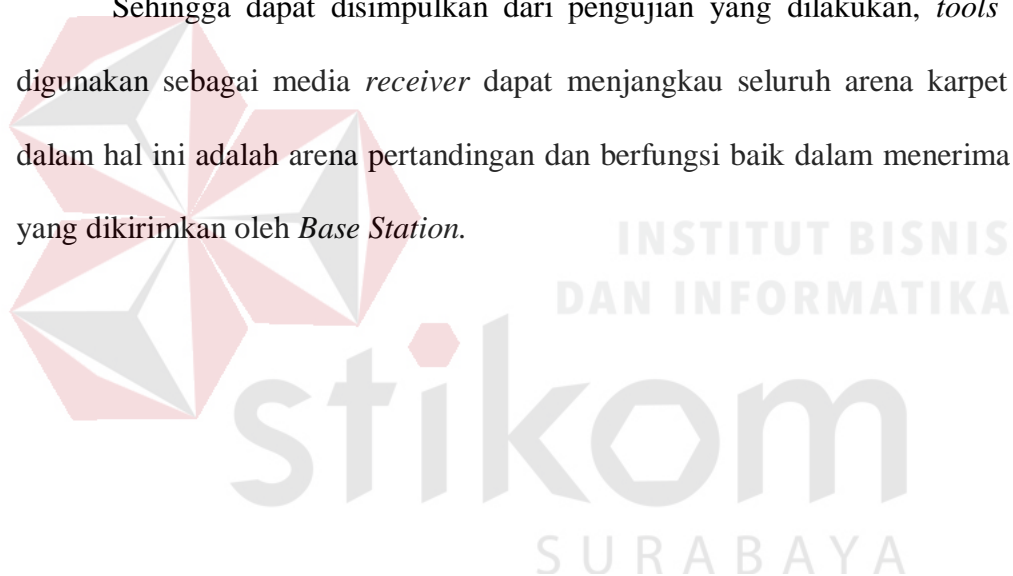 Sehingga dapat disimpulkan dari pengujian yang dilakukan, tools
digunakan sebagai media receiver dapat menjangkau seluruh arena karpet
dalam hal ini adalah arena pertandingan dan berfungsi baik dalam menerima
yang dikirimkan oleh Base Station.
INSTITUT BISNIS
DAN INFORMATIKA
stikom
SURABAYA